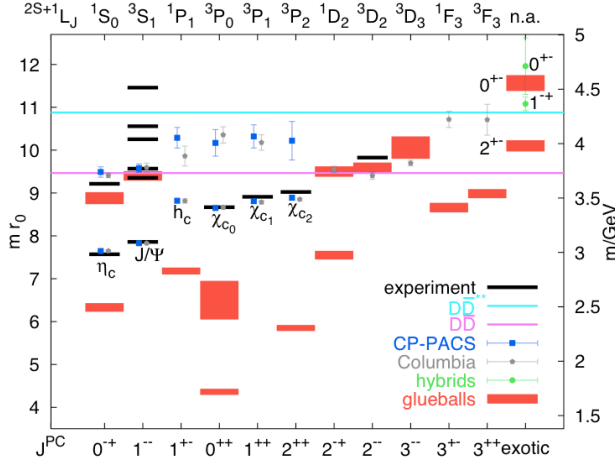 2S+1L_J 1S0 3S1 1P1 3P0 3P1 3P2 1D2 3D2 3D3 1F3 3F3 n.a.
12 11 10 9 8 7 6 5 4
m r0
5 4.5 4 3.5 3 2.5 2 1.5
m/GeV
0+-
0+-
1-+
2+-
ηc
J/Ψ
hc
χc0
χc1
χc2
experiment
DD**
DD
CP-PACS
Columbia
hybrids
glueballs
JPC 0-+ 1-- 1+- 0++ 1++ 2++ 2-+ 2-- 3-- 3+- 3++ exotic